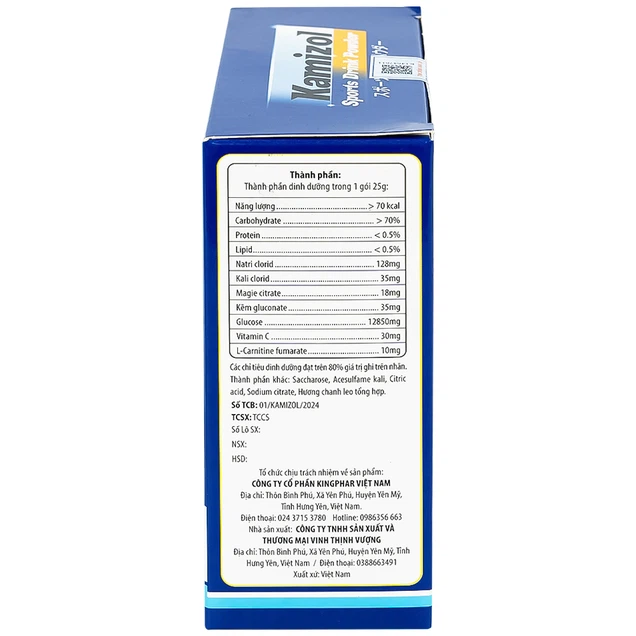 Kamizol
Sports Drink Powder
Thành phần:
Thành phần dinh dưỡng trong 1 gói 25g:
Năng lượng > 70 kcal
Carbohydrate > 70%
Protein < 0.5%
Lipid < 0.5%
Natri clorid 128mg
Kali clorid 35mg
Magie citrate 18mg
Kẽm gluconate 35mg
Glucose 12850mg
Vitamin C 30mg
L-Carnitine fumarate 10mg
Các chỉ tiêu dinh dưỡng đạt trên 80% giá trị ghi trên nhãn.
Thành phần khác: Saccharose, Acesulfame kali, Citric
acid, Sodium citrate, Hương chanh leo tổng hợp.
Số TCB: 01/KAMIZOL/2024
TCSX: TCCS
Số Lô SX:
NSX:
HSD:
Tổ chức chịu trách nhiệm về sản phẩm:
CÔNG TY CỔ PHẦN KINGPHAR VIỆT NAM
Địa chỉ: Thôn Bình Phú, Xã Yên Phú, Huyện Yên Mỹ,
Tỉnh Hưng Yên, Việt Nam.
Điện thoại: 024 3715 3780 Hotline: 0986356 663
Nhà sản xuất: CÔNG TY TNHH SẢN XUẤT VÀ
THƯƠNG MẠI VINH THỊNH VƯỢNG
Địa chỉ: Thôn Bình Phú, Xã Yên Phú, Huyện Yên Mỹ, Tỉnh
Hưng Yên, Việt Nam / Điện thoại: 0388663491
Xuất xứ: Việt Nam